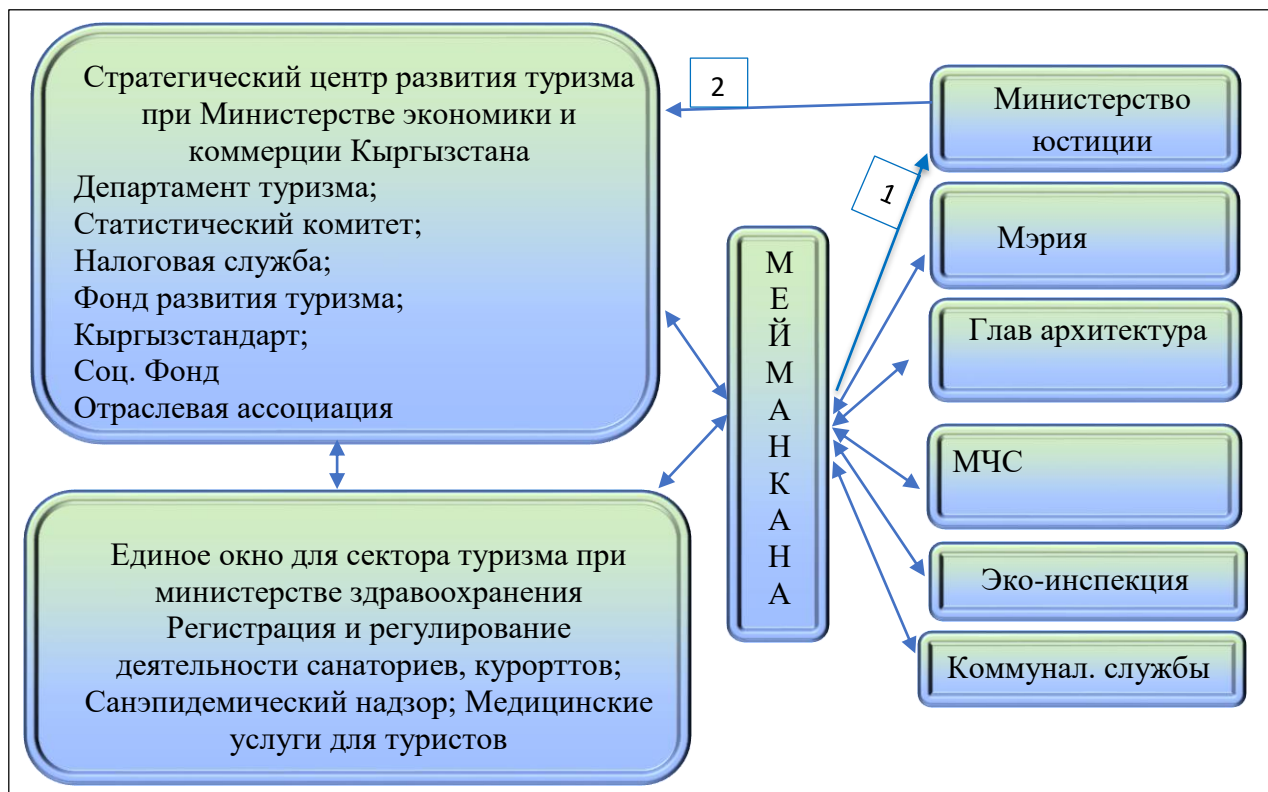 Стратегический центр развития туризма
при Министерстве экономики и
коммерции Кыргызстана
Департамент туризма;
Статистический комитет;
Налоговая служба;
Фонд развития туризма;
Кыргызстандарт;
Соц. Фонд
Отраслевая ассоциация
Единое окно для сектора туризма при
министерстве здравоохранения
Регистрация и регулирование
деятельности санаториев, курорттов;
Санэпидемический надзор; Медицинские
услуги для туристов
М
Е
Й
М
А
Н
К
А
Н
А
2
1
Министерство
юстиции
Мэрия
Глав архитектура
МЧС
Эко-инспекция
Коммунал. службы